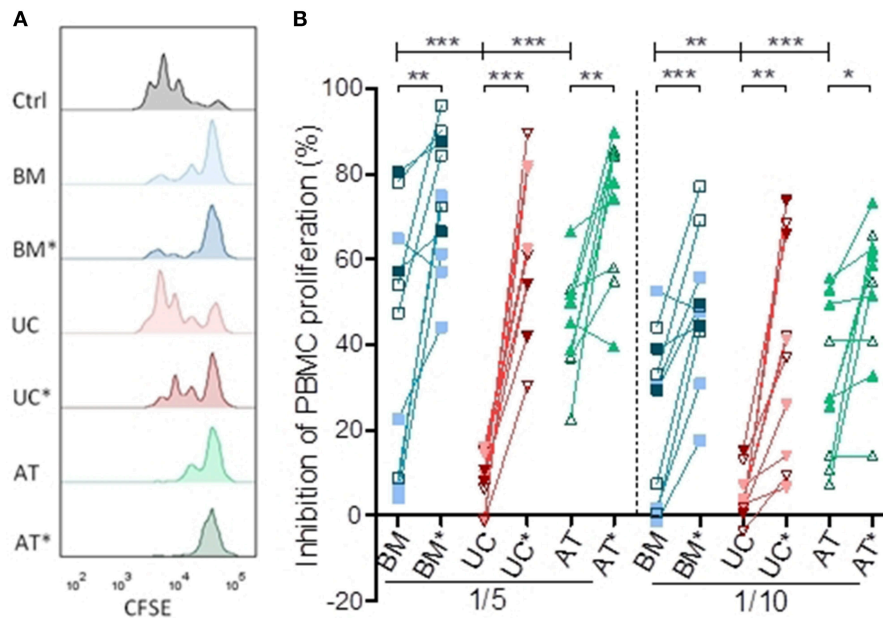 A
Ctrl
BM
BM*
UC
UC*
AT
AT*
10² 10³ 10⁴ 10⁵
CFSE
B
*** *** ** ***
** *** ** *** ** *
Inhibition of PBMC proliferation (%)
100
80
60
40
20
0
-20
BM BM* UC UC* AT AT* BM BM* UC UC* AT AT*
1/5 1/10